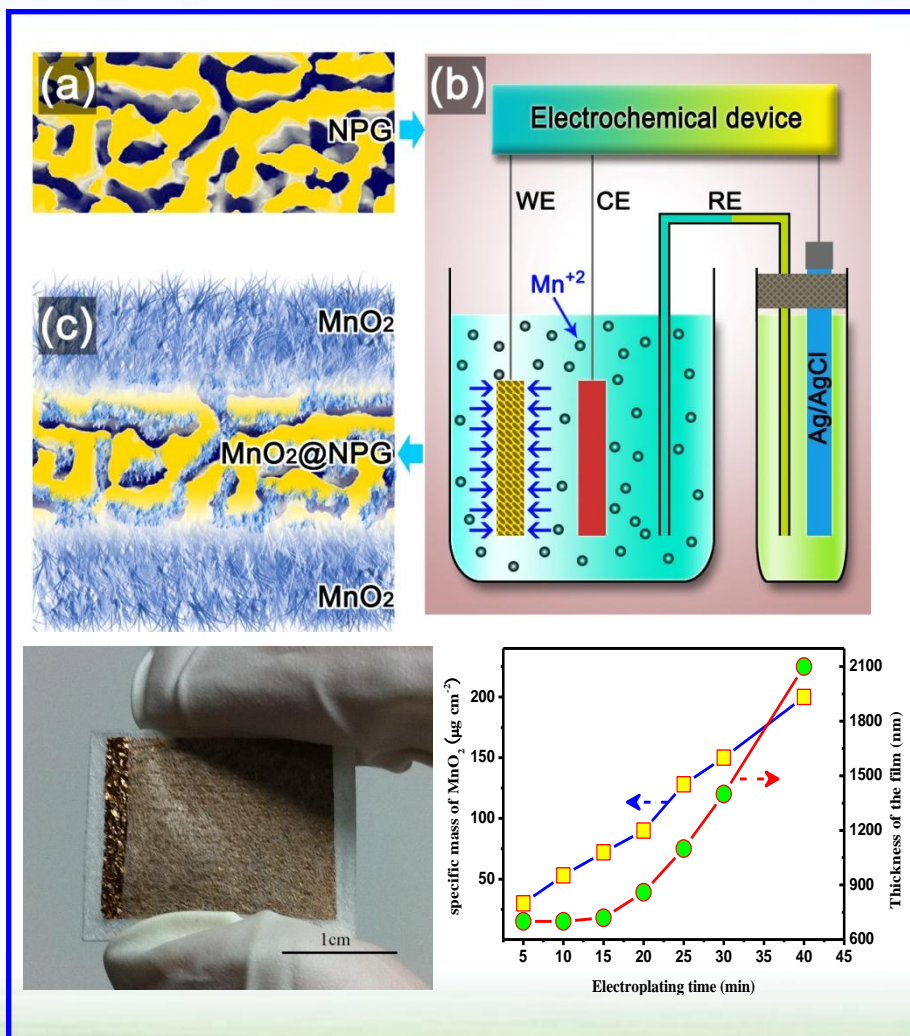 (a)
NPG
(b)
Electrochemical device
WE
CE
RE
Mn+2
Ag/AgCl
(c)
MnO2
MnO2@NPG
MnO2
1cm
specific mass of MnO2 (μg cm-2)
200
150
100
50
2100
1800
1500
1200
900
600
Thickness of the film (nm)
5 10 15 20 25 30 35 40 45
Electroplating time (min)